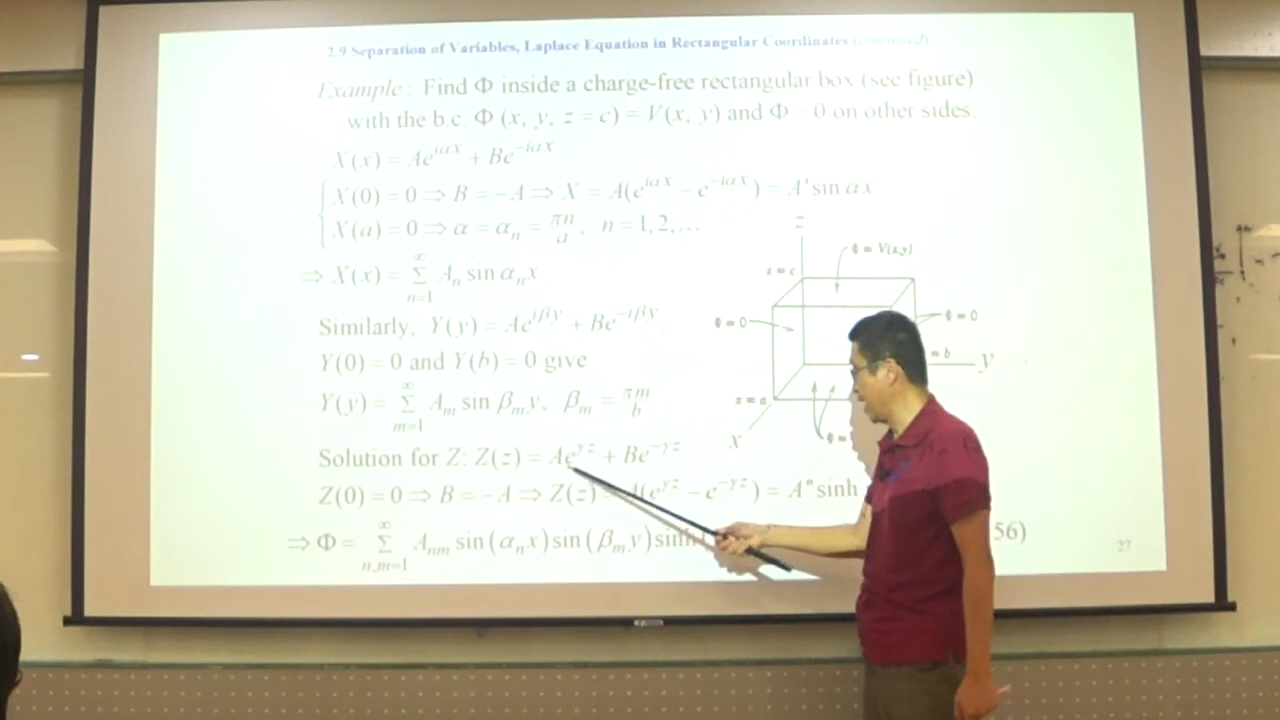 2.9 Separation of Variables, Laplace Equation in Rectangular Coordinates (continued)
Example: Find Φ inside a charge-free rectangular box (see figure)
with the b.c. Φ (x, y, z = c) = V(x, y) and Φ = 0 on other sides.
X(x) = Ae^{iαx} + Be^{-iαx}
X(0) = 0 ⇒ B = −A ⇒ X = A(e^{iαx} − e^{-iαx}) = A' sin αx
X(a) = 0 ⇒ α = α_n = πn/a, n = 1, 2, …
⇒ X(x) = ∑_{n=1}^{∞} A_n sin α_n x
Similarly, Y(y) = Ae^{iβy} + Be^{-iβy},
Y(0) = 0 and Y(b) = 0 give
Y(y) = ∑_{m=1}^{∞} A_m sin β_m y, β_m = πm/b
Solution for Z: Z(z) = Ae^{γz} + Be^{-γz}
Z(0) = 0 ⇒ B = −A ⇒ Z(z) = A(e^{γz} − e^{-γz}) = A" sinh
⇒ Φ = ∑_{n,m=1}^{∞} A_{nm} sin(α_n x) sin(β_m y) sinh
56)
27
z
Φ = V(x,y)
z = c
Φ = 0
Φ = 0
= b
y
x = a
x
Φ =